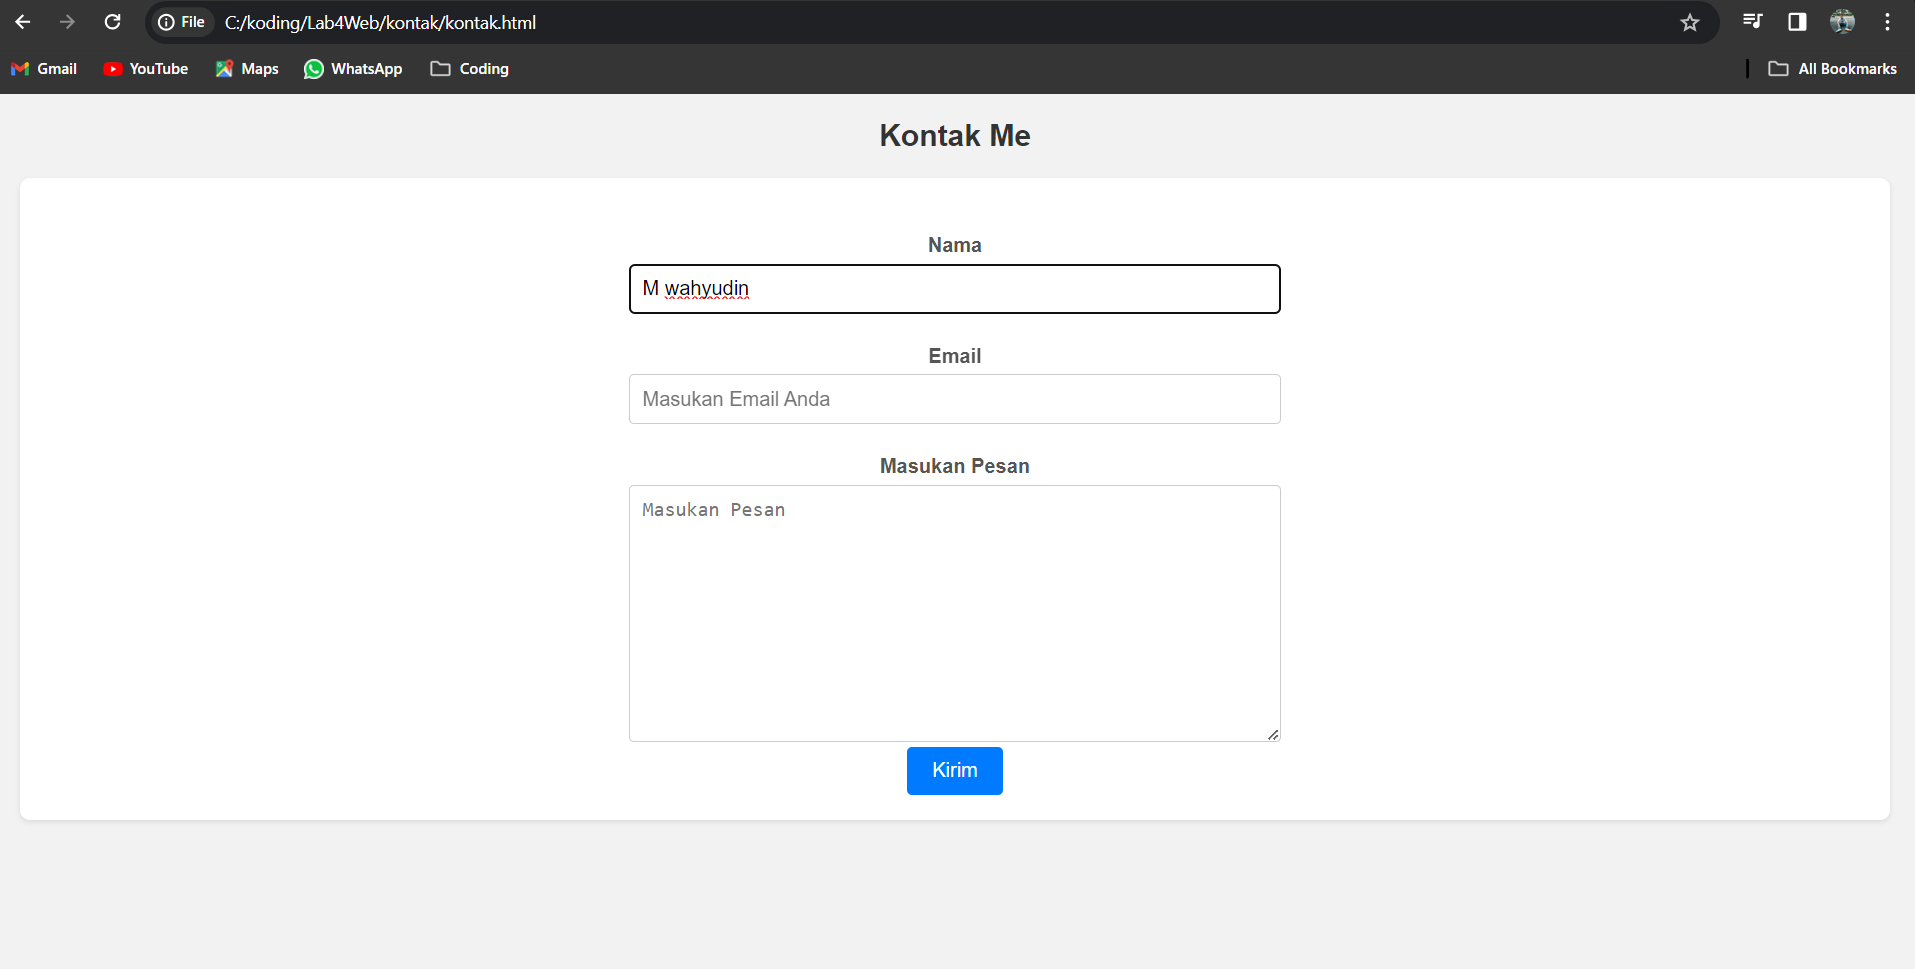 File C:/koding/Lab4Web/kontak/kontak.html
Gmail YouTube Maps WhatsApp Coding All Bookmarks
Kontak Me
Nama
M wahyudin
Email
Masukan Email Anda
Masukan Pesan
Masukan Pesan
Kirim